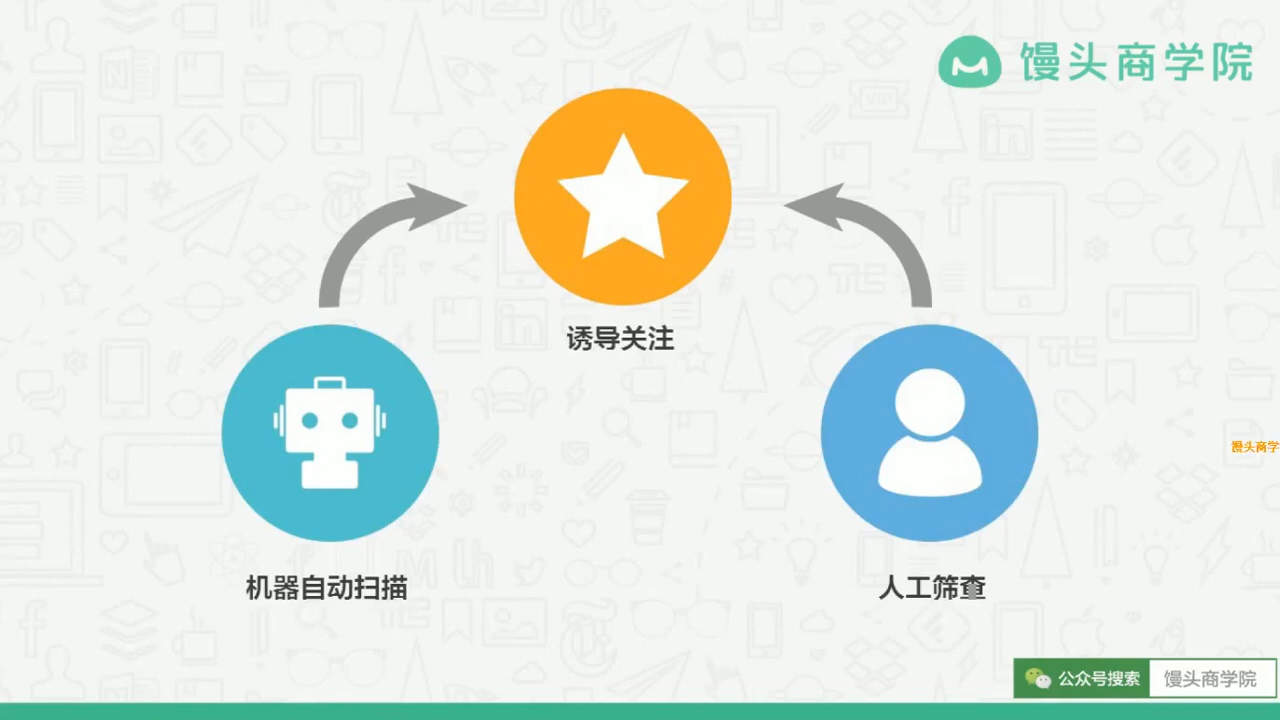 馒头商学院
诱导关注
馒头商学
机器自动扫描
人工筛查
公众号搜索 馒头商学院